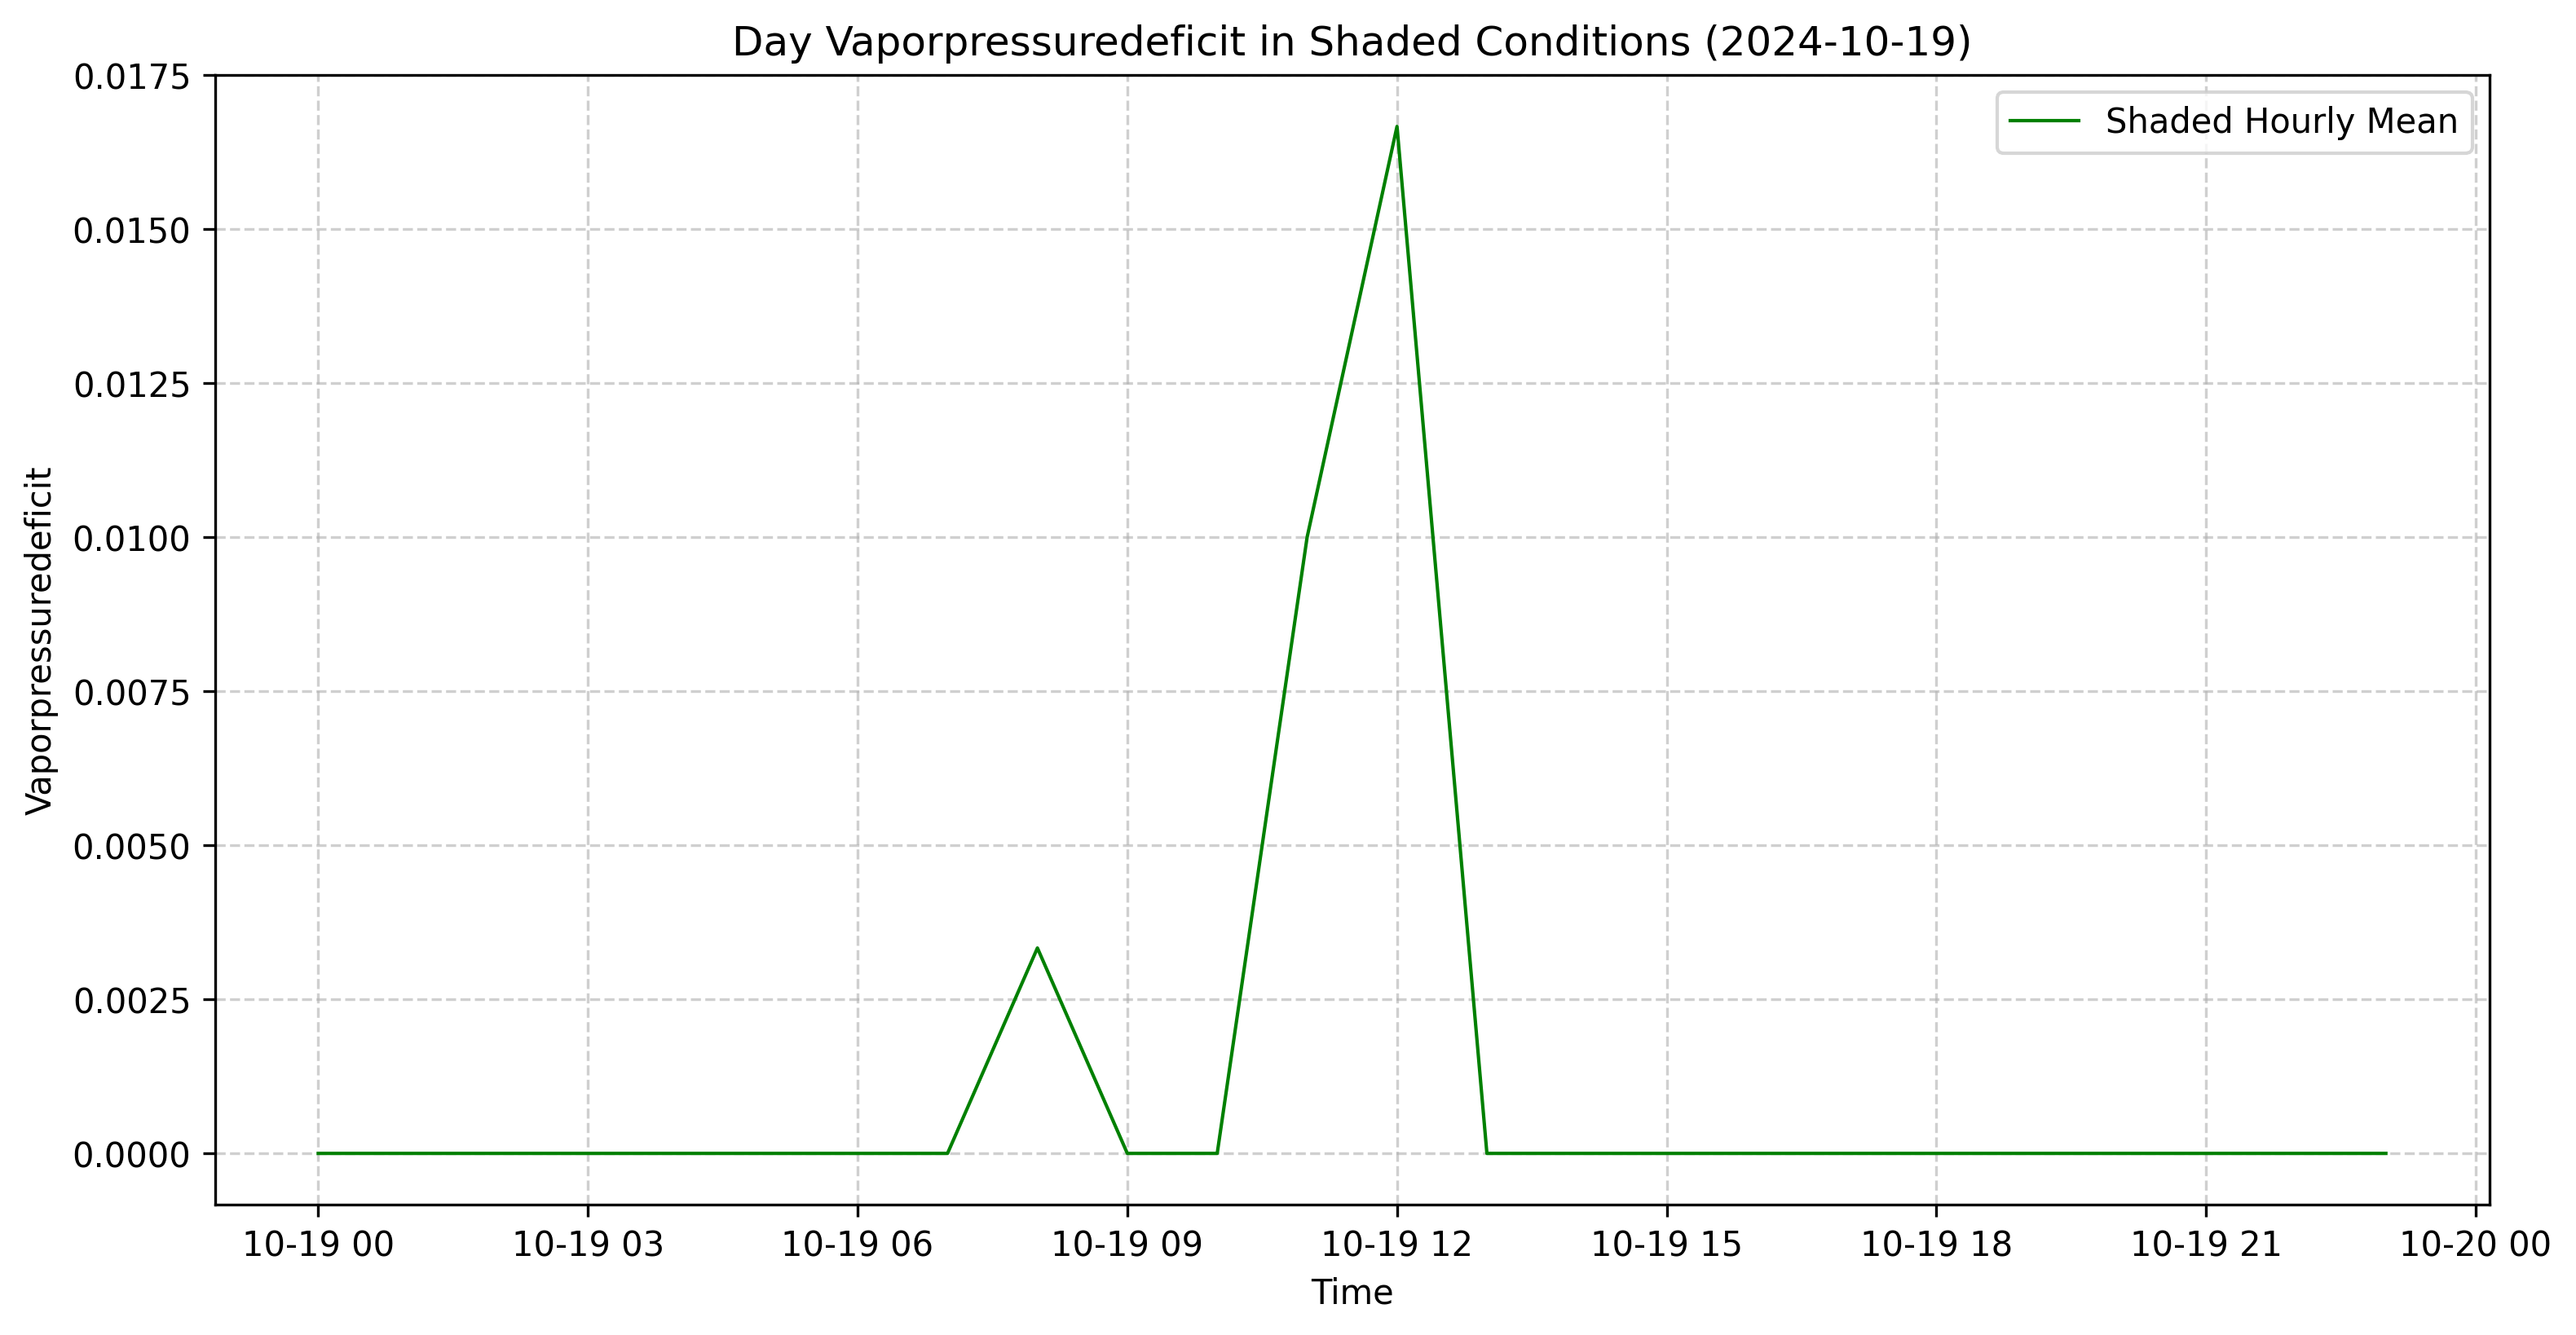 Day Vaporpressuredeficit in Shaded Conditions (2024-10-19)
Shaded Hourly Mean
Vaporpressuredeficit
0.0175
0.0150
0.0125
0.0100
0.0075
0.0050
0.0025
0.0000
10-19 00 10-19 03 10-19 06 10-19 09 10-19 12 10-19 15 10-19 18 10-19 21 10-20 00
Time